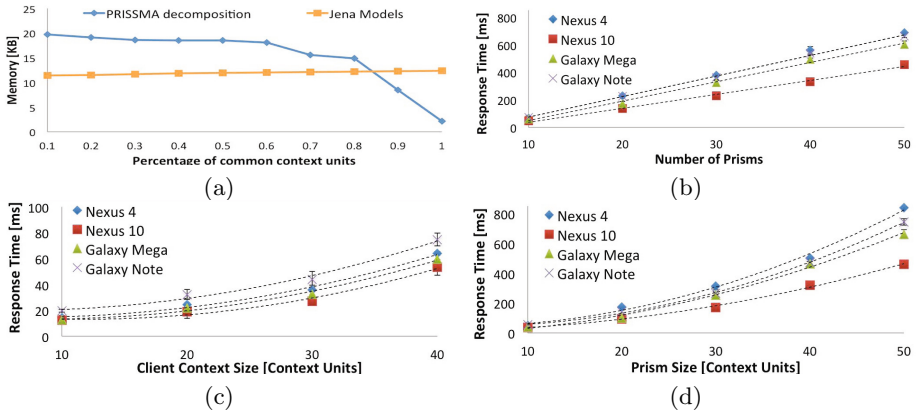 PRISSMA decomposition
Jena Models
Memory [KB]
25
20
15
10
5
0
0.1 0.2 0.3 0.4 0.5 0.6 0.7 0.8 0.9 1
Percentage of common context units
(a)
Response Time [ms]
800
600
400
200
0
Nexus 4
Nexus 10
Galaxy Mega
Galaxy Note
10 20 30 40 50
Number of Prisms
(b)
Response Time [ms]
100
80
60
40
20
0
Nexus 4
Nexus 10
Galaxy Mega
Galaxy Note
10 20 30 40
Client Context Size [Context Units]
(c)
Response Time [ms]
800
600
400
200
0
Nexus 4
Nexus 10
Galaxy Mega
Galaxy Note
10 20 30 40 50
Prism Size [Context Units]
(d)